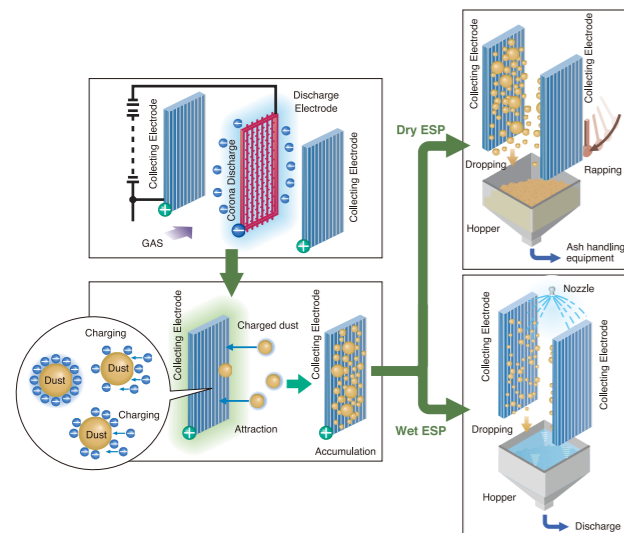 Collecting Electrode
Discharge
Electrode
Corona Discharge
Collecting Electrode
GAS
Charging
Dust
Dust
Charging
Dust
Collecting Electrode
Charged dust
Attraction
Collecting Electrode
Accumulation
Dry ESP
Wet ESP
Collecting Electrode
Collecting Electrode
Dropping
Rapping
Hopper
Ash handling
equipment
Nozzle
Collecting Electrode
Collecting Electrode
Dropping
Hopper
Discharge